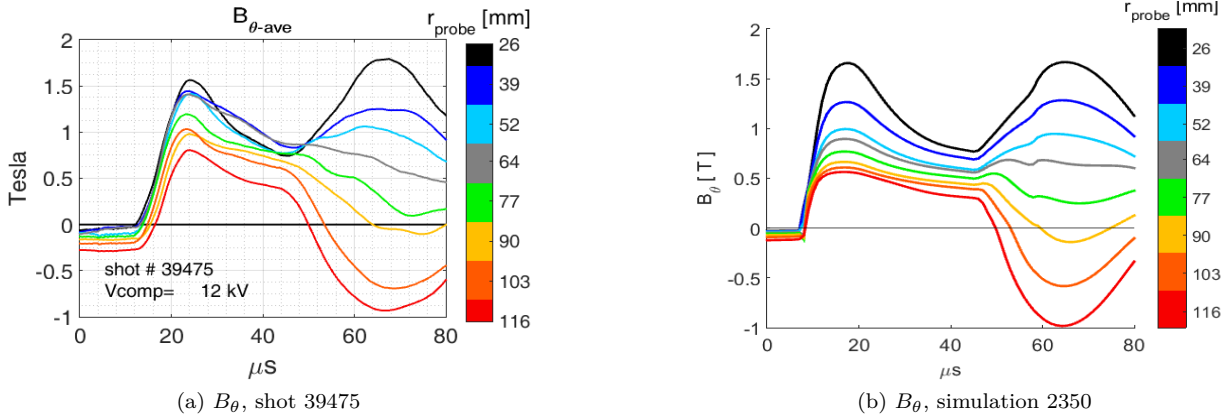 B_θ-ave
r_probe [mm]
Tesla
2
1.5
1
0.5
0
-0.5
-1
shot # 39475
Vcomp= 12 kV
0 20 40 60 80
μs
26
39
52
64
77
90
103
116
(a) B_θ, shot 39475
r_probe [mm]
B_θ [T]
2
1.5
1
0.5
0
-0.5
-1
0 20 40 60 80
μs
26
39
52
64
77
90
103
116
(b) B_θ, simulation 2350